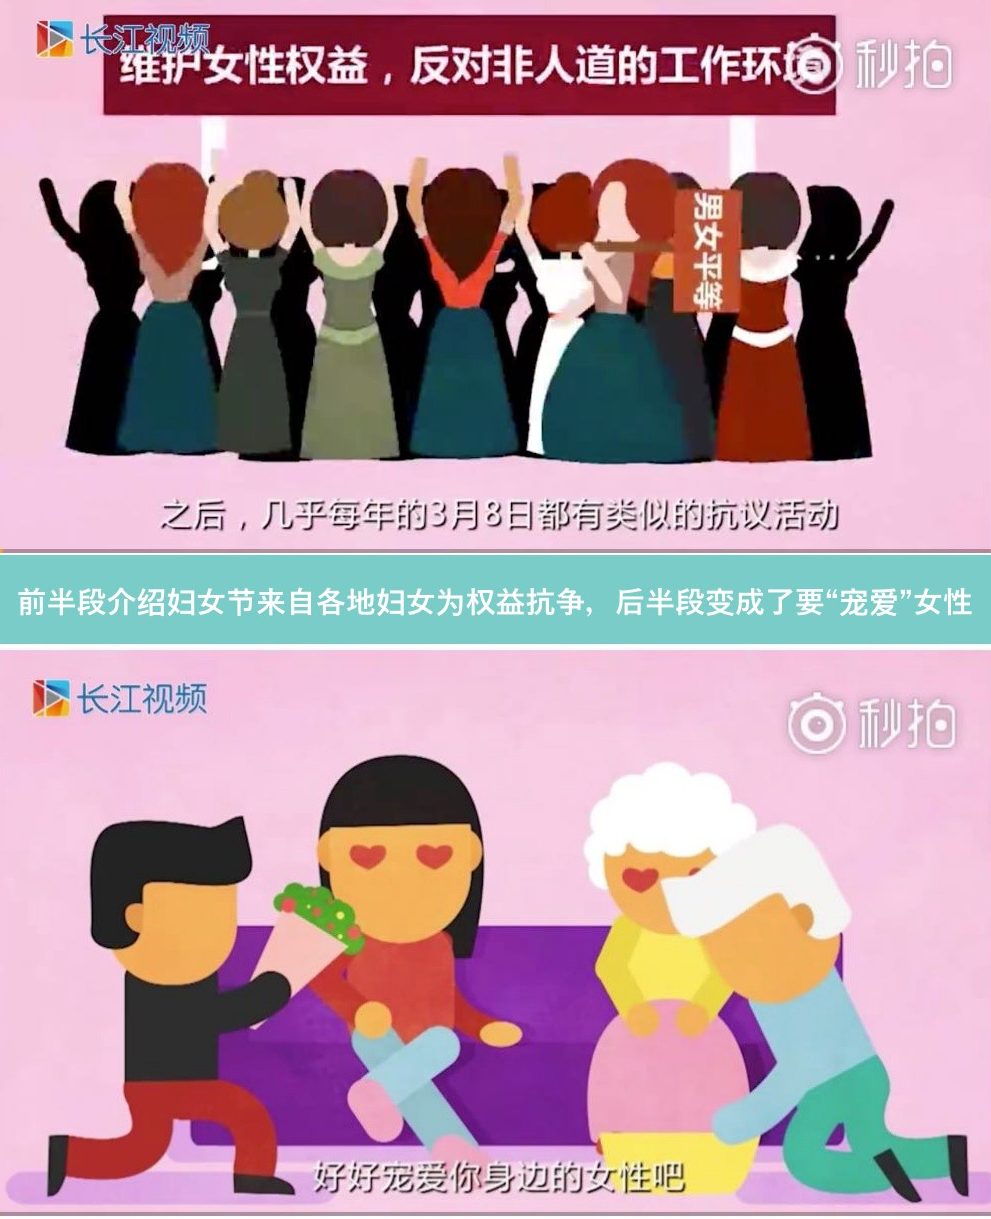 长江视频
秒拍
维护女性权益，反对非人道的工作环境
男女平等
之后，几乎每年的3月8日都有类似的抗议活动
前半段介绍妇女节来自各地妇女为权益抗争，后半段变成了要“宠爱”女性
长江视频
秒拍
好好宠爱你身边的女性吧